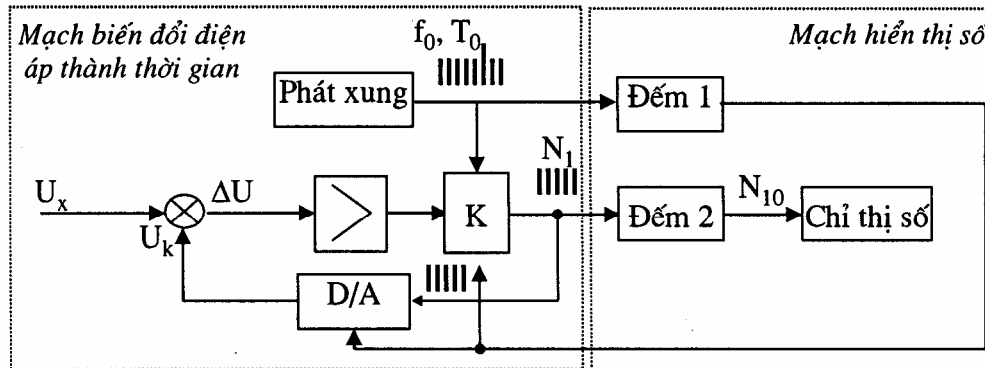 Mạch biến đổi điện
áp thành thời gian
f₀, T₀
Mạch hiển thị số
Phát xung
Đếm 1
N₁
Uₓ
ΔU
K
Đếm 2
N₁₀
Chỉ thị số
Uₖ
D/A